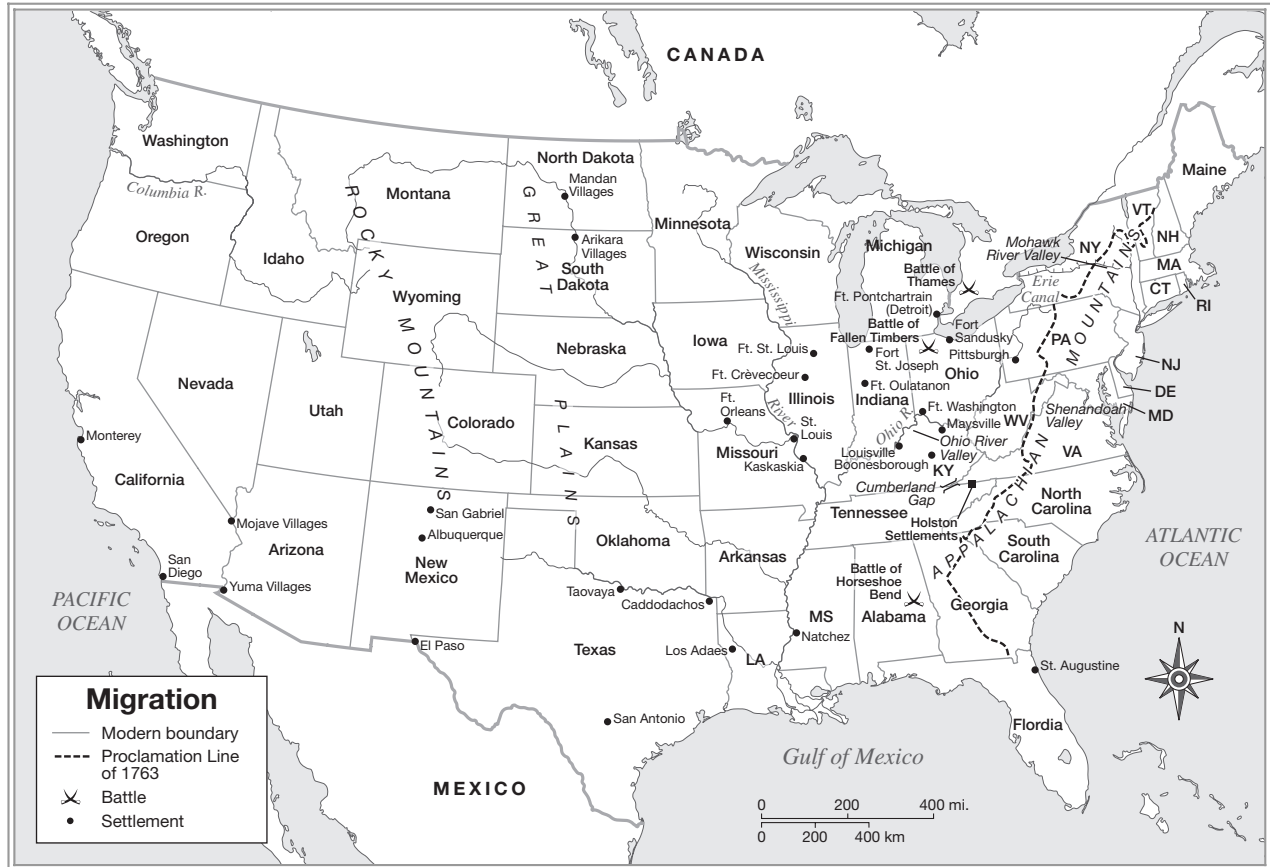 CANADA
Washington
Columbia R.
Oregon
Idaho
Montana
ROCKY MOUNTAINS
Wyoming
North Dakota
Mandan
Villages
Arikara
Villages
South
Dakota
GREAT PLAINS
Minnesota
Wisconsin
Mississippi
River
Michigan
Battle of
Thames
Ft. Pontchartrain
(Detroit)
Battle of
Fallen Timbers
Fort
Sandusky
Fort
St. Joseph
Pittsburgh
Ohio
Mohawk
River Valley
Erie
Canal
NY
VT
NH
Maine
MA
CT
RI
PA
NJ
DE
MD
Shenandoah
Valley
APPALACHIAN MOUNTAINS
Nevada
Utah
Colorado
Nebraska
Kansas
Iowa
Ft. St. Louis
Ft. Crèvecoeur
Illinois
Ft. Oulatanon
Indiana
Ft.
Orleans
St.
Louis
Missouri
Kaskaskia
Ohio R.
Ft. Washington
Maysville
Ohio River
Valley
Louisville
Boonesborough
KY
WV
VA
Cumberland
Gap
Holston
Settlements
Tennessee
North
Carolina
South
Carolina
Monterey
California
Mojave Villages
Arizona
San
Diego
Yuma Villages
San Gabriel
Albuquerque
New
Mexico
El Paso
Oklahoma
Arkansas
Taovaya
Caddodachos
Texas
Los Adaes
LA
MS
Natchez
Battle of
Horseshoe
Bend
Alabama
Georgia
St. Augustine
Flordia
San Antonio
PACIFIC
OCEAN
ATLANTIC
OCEAN
Gulf of Mexico
MEXICO
N
Migration
Modern boundary
Proclamation Line
of 1763
Battle
Settlement
0 200 400 mi.
0 200 400 km